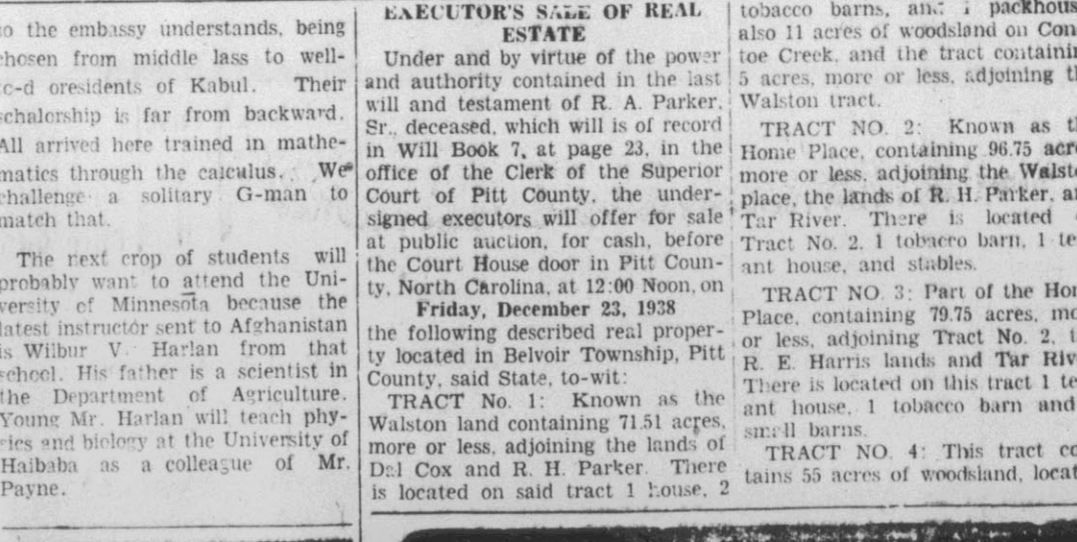 to the embassy understands, being
chosen from middle lass to well-
c-d oresidents of Kabul. Their
schalorship is far from backward.
All arrived here trained in mathe-
matics through the calculus. We
challenge a solitary G-man to
match that.
The next crop of students will
probably want to attend the Uni-
versity of Minnesota because the
latest instructor sent to Afghanistan
is Wilbur V. Harlan from that
school. His father is a scientist in
the Department of Agriculture.
Young Mr. Harlan will teach phy-
sics and biology at the University of
Haibaba as a colleague of Mr.
Payne.
EXECUTOR'S SALE OF REAL
ESTATE
Under and by virtue of the power
and authority contained in the last
will and testament of R. A. Parker,
Sr., deceased, which will is of record
in Will Book 7, at page 23, in the
office of the Clerk of the Superior
Court of Pitt County, the under-
signed executors will offer for sale
at public auction, for cash, before
the Court House door in Pitt Coun-
ty, North Carolina, at 12:00 Noon, on
Friday, December 23, 1938
the following described real proper-
ty located in Belvoir Township, Pitt
County, said State, to-wit:
TRACT No. 1: Known as the
Walston land containing 71.51 acres,
more or less, adjoining the lands of
Del Cox and R. H. Parker. There
is located on said tract 1 house, 2
tobacco barns, and 1 packhous
also 11 acres of woodsland on Con
toe Creek, and the tract containi
5 acres, more or less, adjoining t
Walston tract.
TRACT NO. 2: Known as t
Home Place, containing 96.75 acr
more or less, adjoining the Walst
place, the lands of R. H. Parker, a
Tar River. There is located
Tract No. 2, 1 tobacco barn, 1 te
ant house, and stables.
TRACT NO. 3: Part of the Ho
Place, containing 79.75 acres, mo
or less, adjoining Tract No. 2, t
R. E. Harris lands and Tar Riv
There is located on this tract 1 te
ant house, 1 tobacco barn and
small barns.
TRACT NO. 4: This tract co
tains 55 acres of woodsland, locat